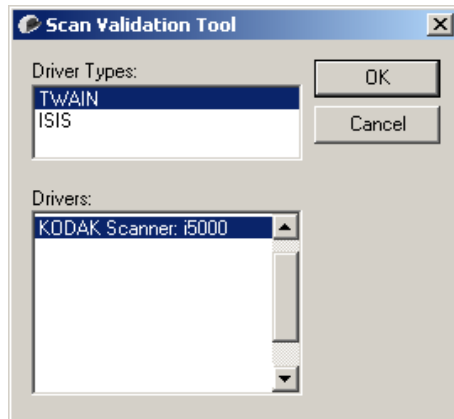 Scan Validation Tool
Driver Types:
TWAIN
ISIS
OK
Cancel
Drivers:
KODAK Scanner: i5000